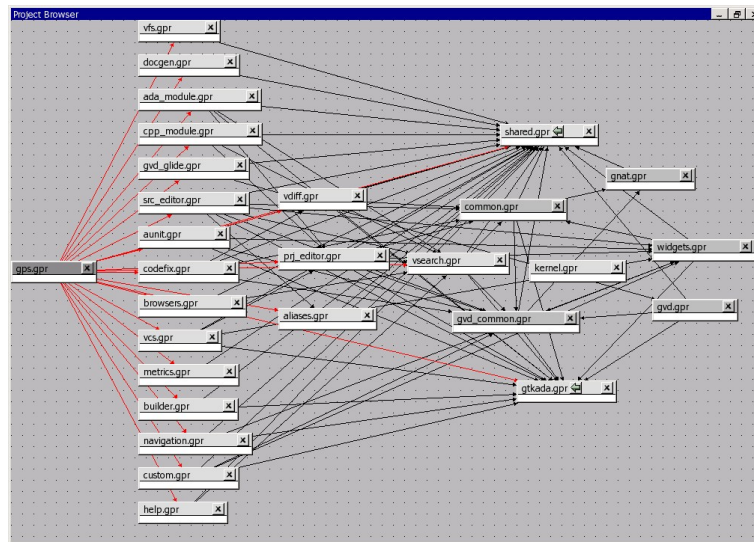 Project Browser
vfs.gpr
docgen.gpr
ada_module.gpr
cpp_module.gpr
shared.gpr
gvd_glide.gpr
gnat.gpr
src_editor.gpr
vdiff.gpr
common.gpr
aunit.gpr
prj_editor.gpr
widgets.gpr
gps.gpr
codefix.gpr
vsearch.gpr
kernel.gpr
browsers.gpr
aliases.gpr
gvd_common.gpr
gvd.gpr
vcs.gpr
metrics.gpr
gtkada.gpr
builder.gpr
navigation.gpr
custom.gpr
help.gpr